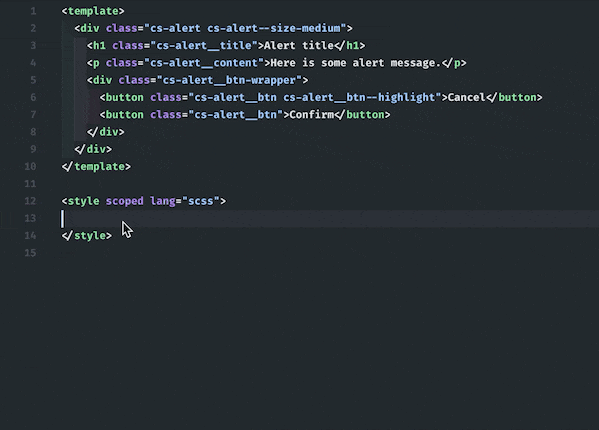 1 <template>
2 <div class="cs-alert cs-alert--size-medium">
3 <h1 class="cs-alert__title">Alert title</h1>
4 <p class="cs-alert__content">Here is some alert message.</p>
5 <div class="cs-alert__btn-wrapper">
6 <button class="cs-alert__btn cs-alert__btn--highlight">Cancel</button>
7 <button class="cs-alert__btn">Confirm</button>
8 </div>
9 </div>
10 </template>
11
12 <style scoped lang="scss">
13
14 </style>
15